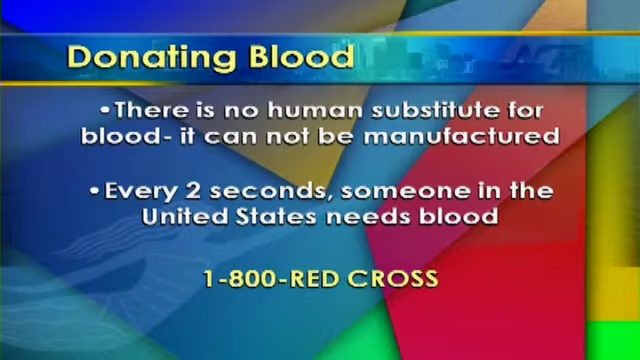 Donating Blood
•There is no human substitute for
blood- it can not be manufactured
•Every 2 seconds, someone in the
United States needs blood
1-800-RED CROSS